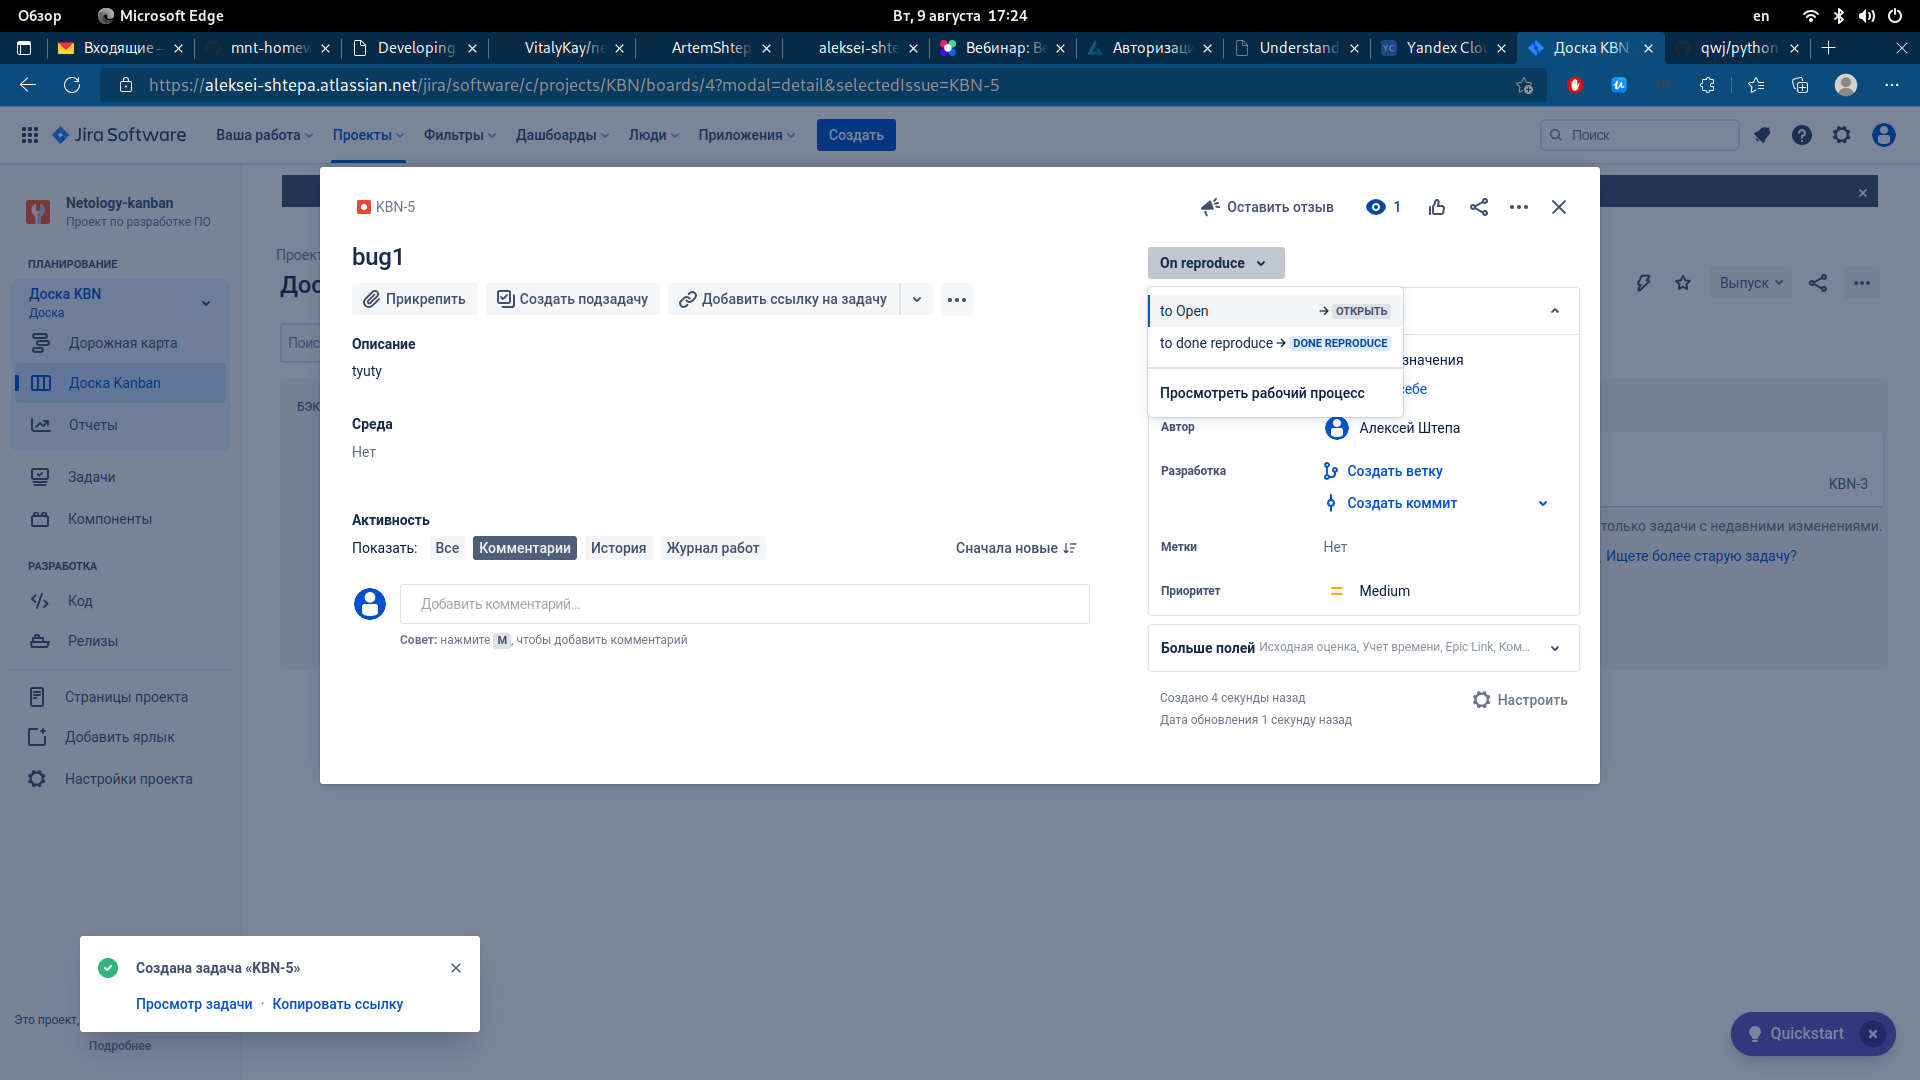 Обзор
Microsoft Edge
Вт, 9 августа 17:24
en
Входящие –
mnt-homew
Developing
VitalyKay/ne
ArtemShtep
aleksei-shte
Вебинар: Ве
Авторизаци
Understand
YC Yandex Clou
Доска KBN
qwj/python
https://aleksei-shtepa.atlassian.net/jira/software/c/projects/KBN/boards/4?modal=detail&selectedIssue=KBN-5
Jira Software
Ваша работа
Проекты
Фильтры
Дашборды
Люди
Приложения
Создать
Поиск
Netology-kanban
Проект по разработке ПО
ПЛАНИРОВАНИЕ
Доска KBN
Доска
Дорожная карта
Доска Kanban
Отчеты
Задачи
Компоненты
РАЗРАБОТКА
Код
Релизы
Страницы проекта
Добавить ярлык
Настройки проекта
Это проект,
Подробнее
Проект
Дос
Поис
БЭК
Выпуск
KBN-3
только задачи с недавними изменениями.
Ищете более старую задачу?
KBN-5
Оставить отзыв
1
bug1
Прикрепить
Создать подзадачу
Добавить ссылку на задачу
Описание
tyuty
Среда
Нет
Активность
Показать:
Все
Комментарии
История
Журнал работ
Сначала новые
Добавить комментарий...
Совет: нажмите M, чтобы добавить комментарий
On reproduce
to Open → ОТКРЫТЬ
to done reproduce → DONE REPRODUCE
Просмотреть рабочий процесс
значения
себе
Автор
Алексей Штепа
Разработка
Создать ветку
Создать коммит
Метки
Нет
Приоритет
Medium
Больше полей Исходная оценка, Учет времени, Epic Link, Ком...
Создано 4 секунды назад
Дата обновления 1 секунду назад
Настроить
Создана задача «KBN-5»
Просмотр задачи · Копировать ссылку
Quickstart